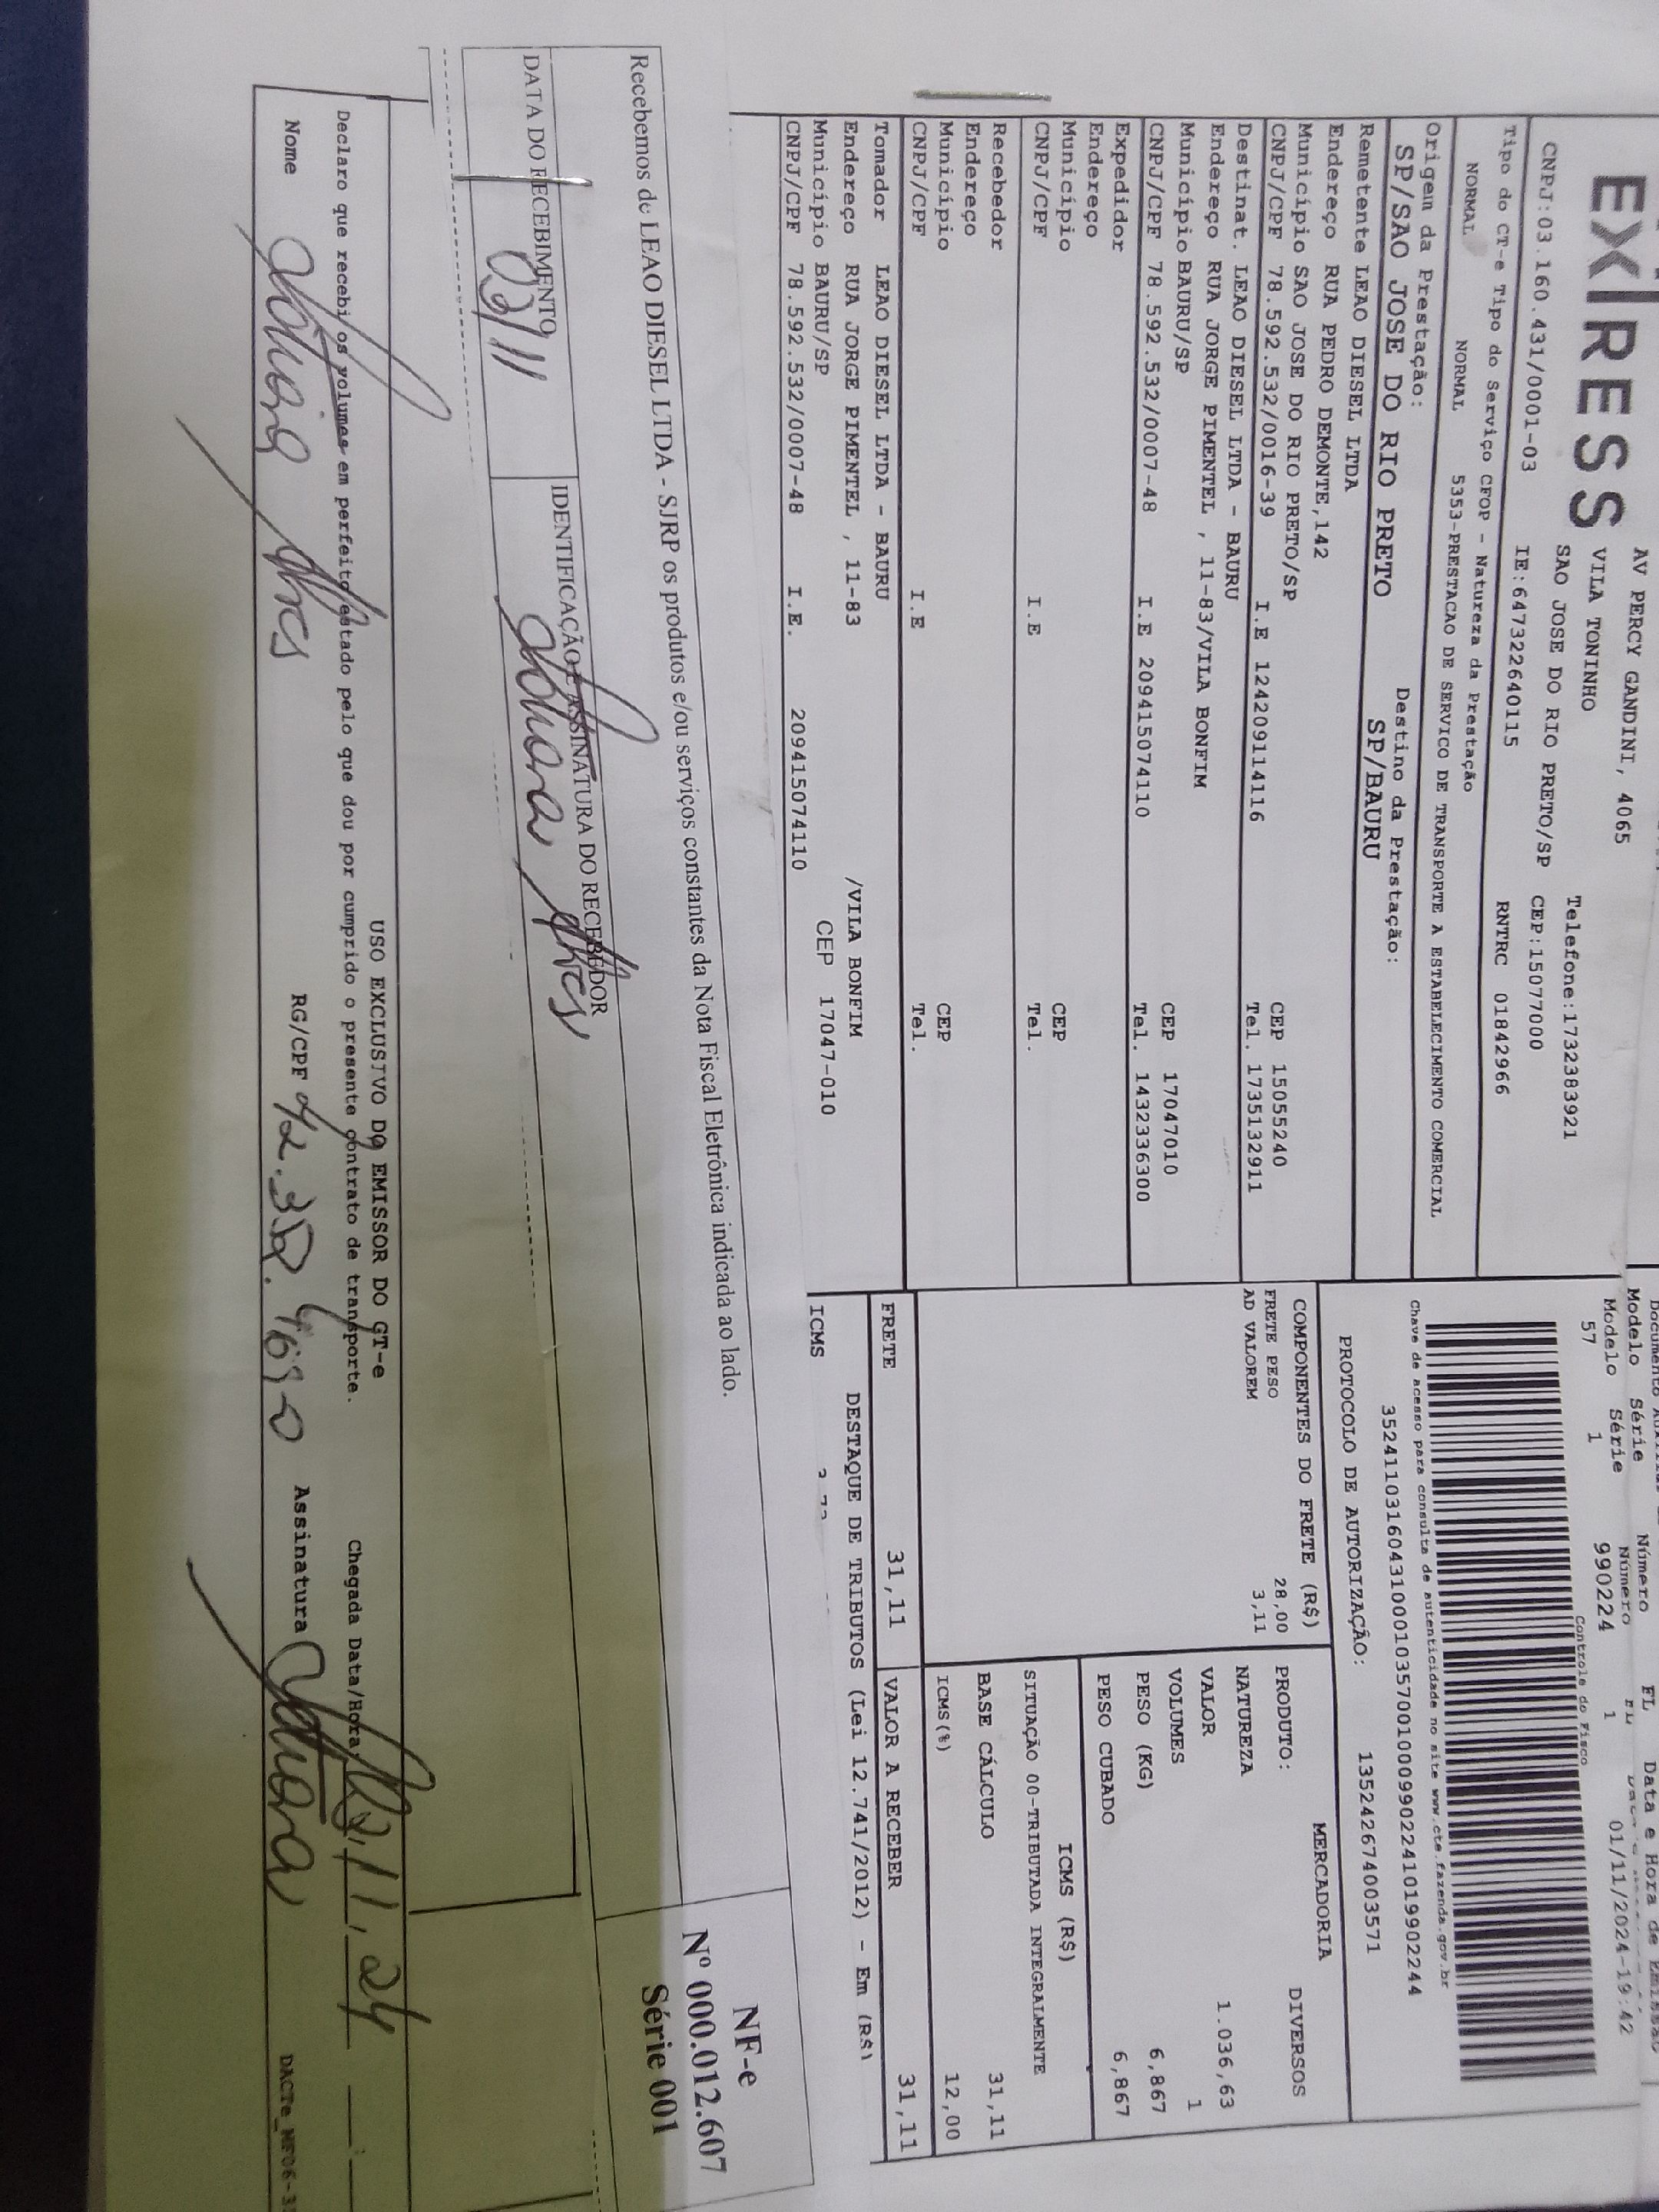 EXPRESS
AV PERCY GANDINI, 4065
VILA TONINHO
SAO JOSE DO RIO PRETO/SP CEP:15077000
Telefone:1732383921
CNPJ:03.160.431/0001-03 IE:647322640115 RNTRC 01842966
Tipo do CT-e Tipo do Serviço CFOP - Natureza da Prestação
NORMAL NORMAL 5353-PRESTACAO DE SERVICO DE TRANSPORTE A ESTABELECIMENTO COMERCIAL
Origem da Prestação: Destino da Prestação:
SP/SAO JOSE DO RIO PRETO SP/BAURU
Remetente LEAO DIESEL LTDA
Endereço RUA PEDRO DEMONTE,142
Município SAO JOSE DO RIO PRETO/SP CEP 15055240
CNPJ/CPF 78.592.532/0016-39 I.E 124209114116 Tel. 1735132911
Destinat. LEAO DIESEL LTDA - BAURU
Endereço RUA JORGE PIMENTEL , 11-83/VILA BONFIM
Município BAURU/SP CEP 17047010
CNPJ/CPF 78.592.532/0007-48 I.E 209415074110 Tel. 1432336300
Expedidor
Endereço
Município CEP
CNPJ/CPF I.E Tel.
Recebedor
Endereço
Município CEP
CNPJ/CPF I.E Tel.
Tomador LEAO DIESEL LTDA - BAURU
Endereço RUA JORGE PIMENTEL , 11-83 /VILA BONFIM
Município BAURU/SP CEP 17047-010
CNPJ/CPF 78.592.532/0007-48 I.E. 209415074110
Modelo Série Número FL Data e Hora de Emissão
Modelo Série Número FL
57 1 990224 1 01/11/2024-19:42
Controle do Fisco
Chave de acesso para consulta de autenticidade no site www.cte.fazenda.gov.br
35241103160431000103570010009902241019902244
PROTOCOLO DE AUTORIZAÇÃO: 135242674003571
COMPONENTES DO FRETE (R$)
FRETE PESO 28,00
AD VALOREM 3,11
MERCADORIA
PRODUTO: DIVERSOS
NATUREZA
VALOR 1.036,63
VOLUMES 1
PESO (KG) 6,867
PESO CUBADO 6,867
ICMS (R$)
SITUAÇÃO 00-TRIBUTADA INTEGRALMENTE
BASE CÁLCULO 31,11
ICMS(%) 12,00
FRETE 31,11 VALOR A RECEBER 31,11
DESTAQUE DE TRIBUTOS (Lei 12.741/2012) - Em (R$)
ICMS
Recebemos de LEAO DIESEL LTDA - SJRP os produtos e/ou serviços constantes da Nota Fiscal Eletrônica indicada ao lado.
DATA DO RECEBIMENTO IDENTIFICAÇÃO E ASSINATURA DO RECEBEDOR
03/11
NF-e
Nº 000.012.607
Série 001
USO EXCLUSIVO DO EMISSOR DO CT-e
Declaro que recebi os volumes em perfeito estado pelo que dou por cumprido o presente contrato de transporte. Chegada Data/Hora
Nome RG/CPF Assinatura